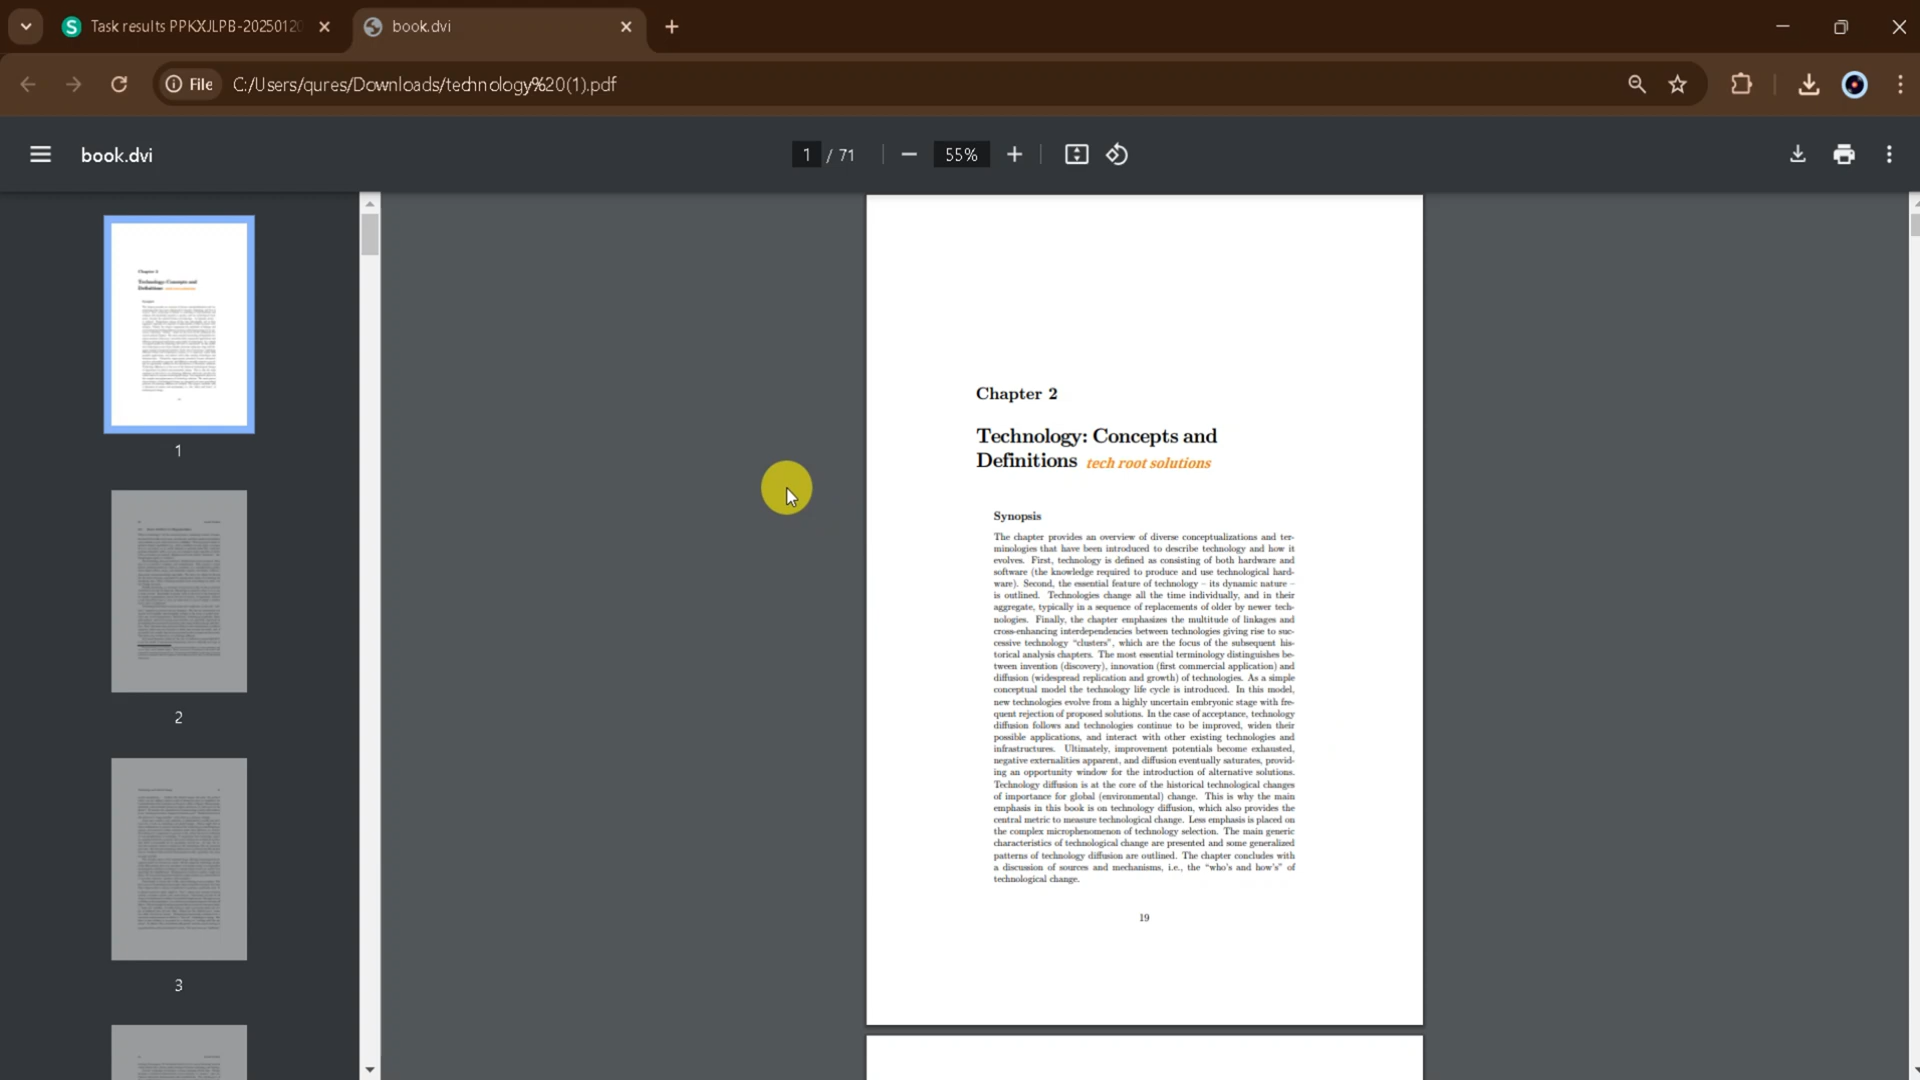 Task results PPKXJLPB-2025012
book.dvi
File
C:/Users/qures/Downloads/technology%20(1).pdf
book.dvi
1 / 71
55%
1
2
3
Chapter 2
Technology: Concepts and
Definitions tech root solutions
Synopsis
The chapter provides an overview of diverse conceptualizations and ter-
minologies that have been introduced to describe technology and how it
evolves. First, technology is defined as consisting of both hardware and
software (the knowledge required to produce and use technological hard-
ware). Second, the essential feature of technology – its dynamic nature –
is outlined. Technologies change all the time individually, and in their
aggregate, typically in a sequence of replacements of older by newer tech-
nologies. Finally, the chapter emphasizes the multitude of linkages and
cross-enhancing interdependencies between technologies giving rise to suc-
cessive technology “clusters”, which are the focus of the subsequent his-
torical analysis chapters. The most essential terminology distinguishes be-
tween invention (discovery), innovation (first commercial application) and
diffusion (widespread replication and growth) of technologies. As a simple
conceptual model the technology life cycle is introduced. In this model,
new technologies evolve from a highly uncertain embryonic stage with fre-
quent rejection of proposed solutions. In the case of acceptance, technology
diffusion follows and technologies continue to be improved, widen their
possible applications, and interact with other existing technologies and
infrastructures. Ultimately, improvement potentials become exhausted,
negative externalities apparent, and diffusion eventually saturates, provid-
ing an opportunity window for the introduction of alternative solutions.
Technology diffusion is at the core of the historical technological changes
of importance for global (environmental) change. This is why the main
emphasis in this book is on technology diffusion, which also provides the
central metric to measure technological change. Less emphasis is placed on
the complex microphenomenon of technology selection. The main generic
characteristics of technological change are presented and some generalized
patterns of technology diffusion are outlined. The chapter concludes with
a discussion of sources and mechanisms, i.e., the “who’s and how’s” of
technological change.
19